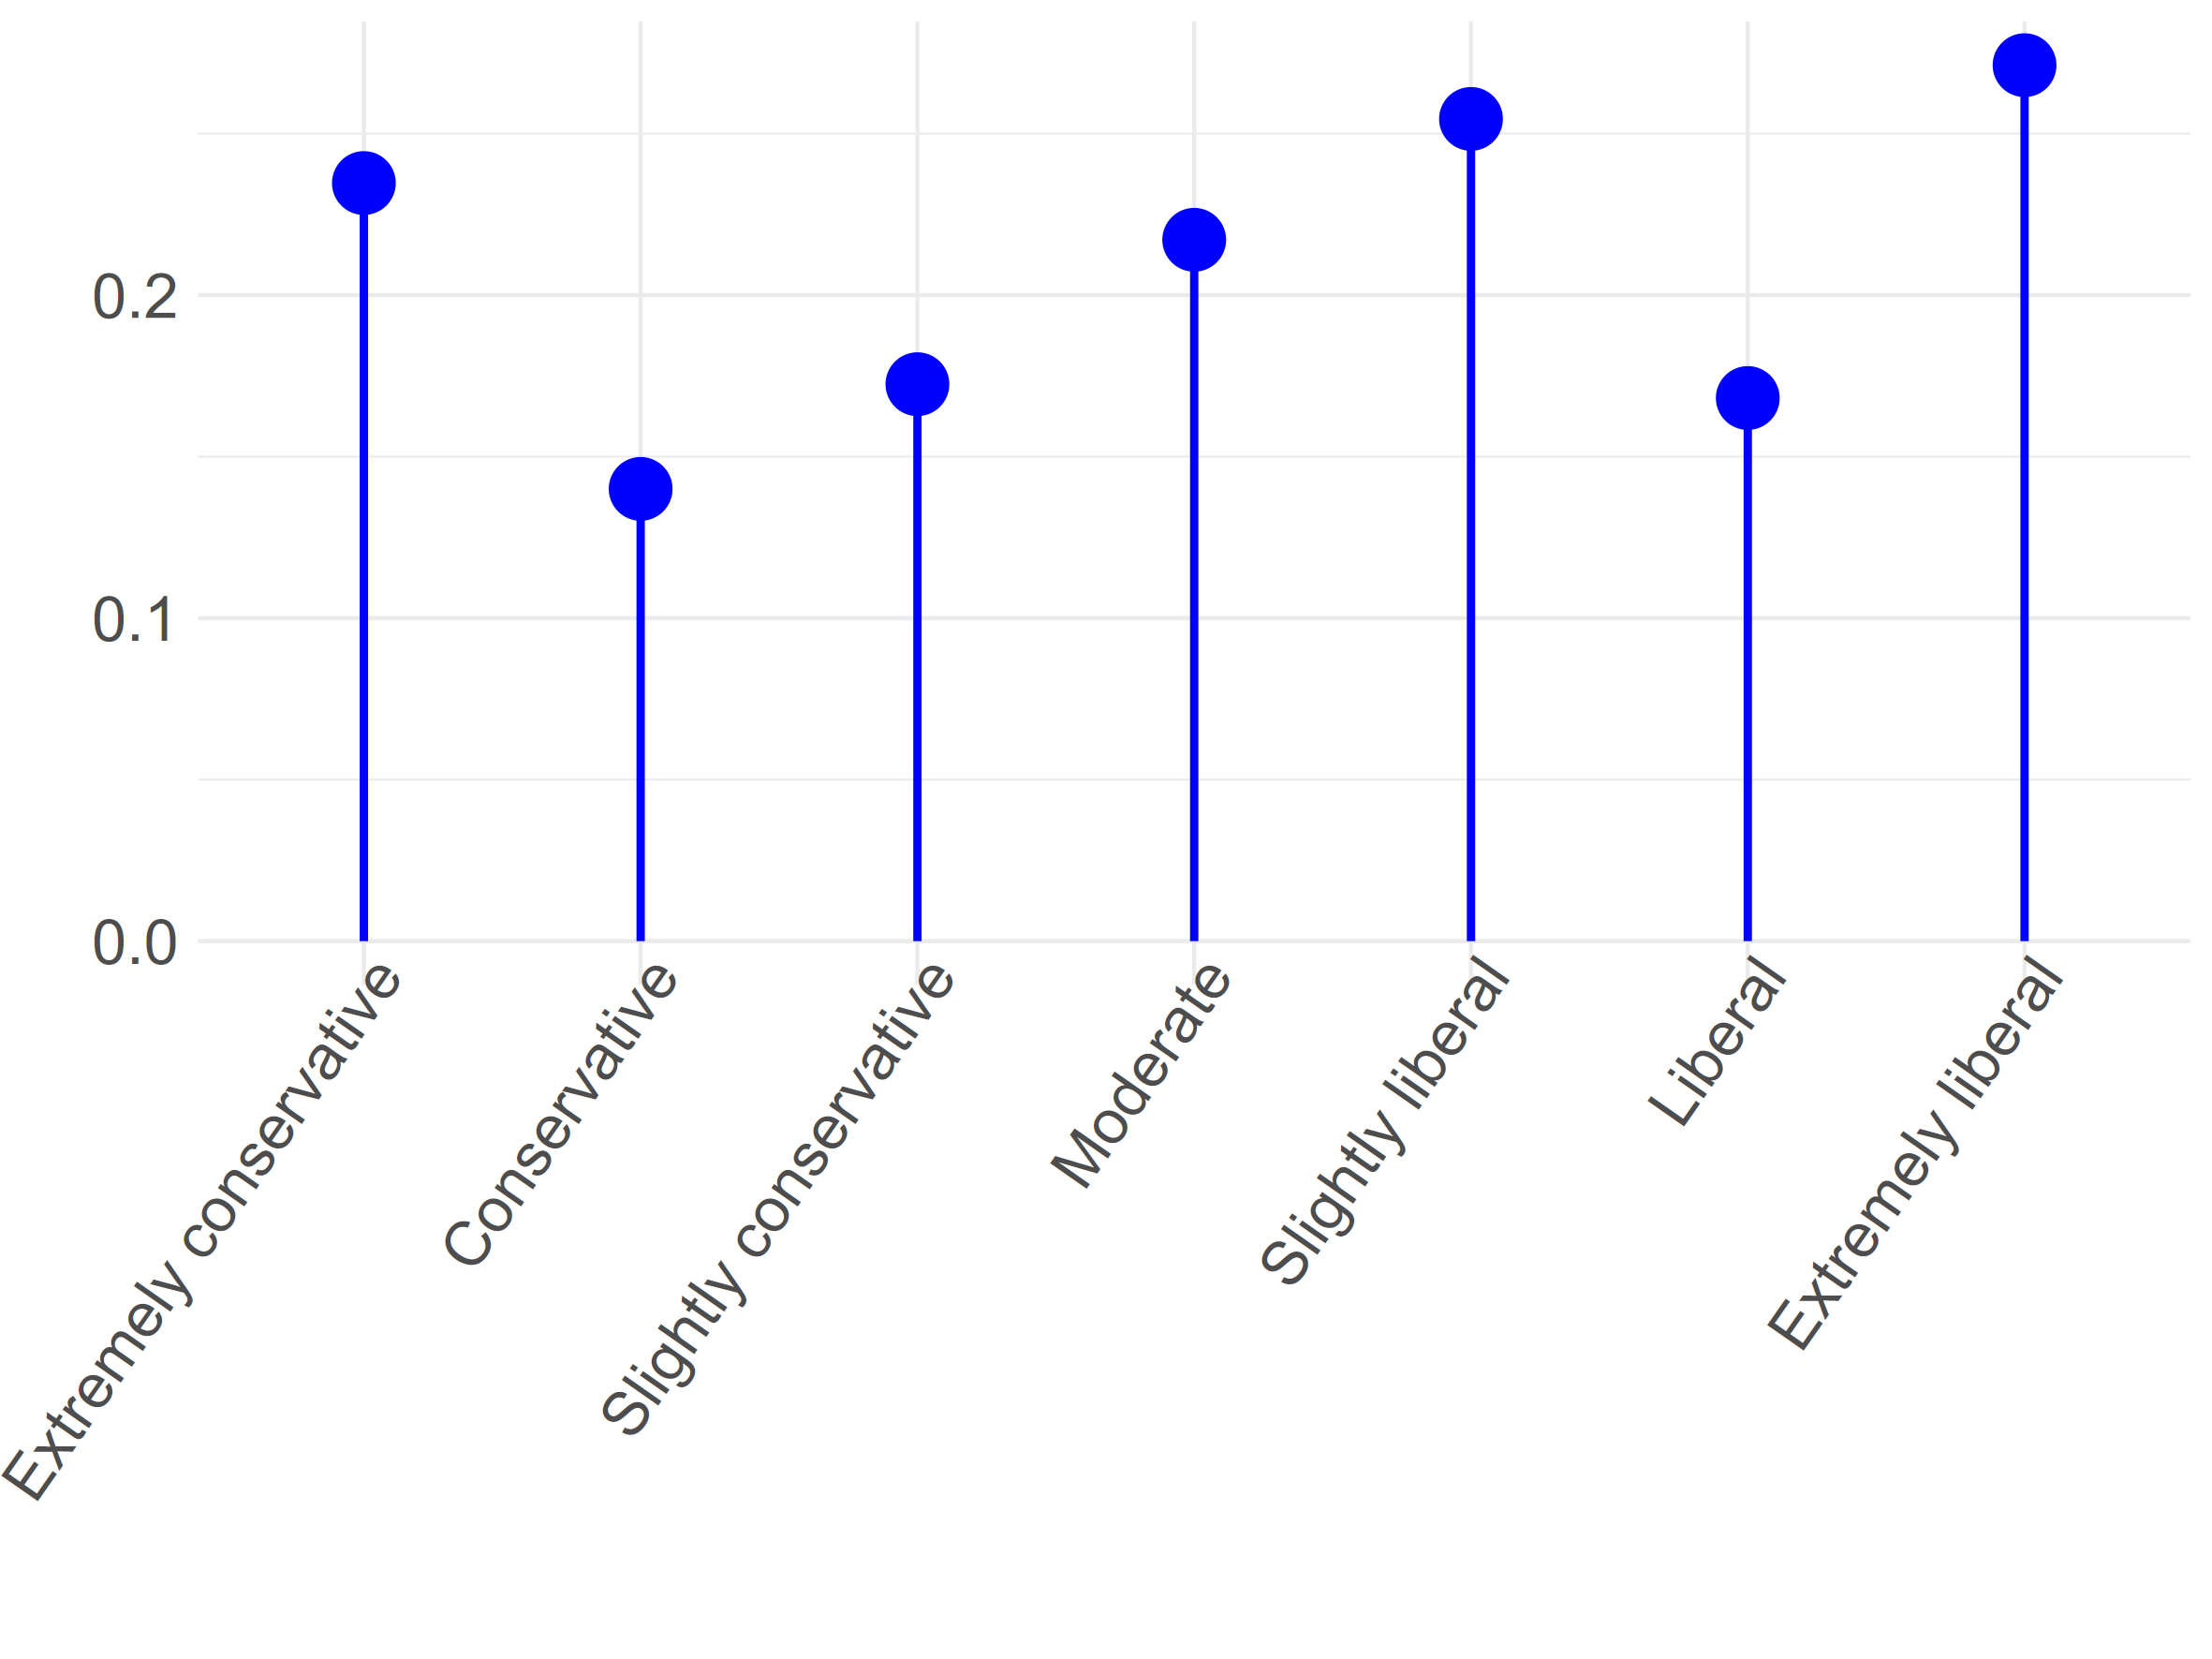 0.2
0.1
0.0
Extremely conservative
Conservative
Slightly conservative
Moderate
Slightly liberal
Liberal
Extremely liberal